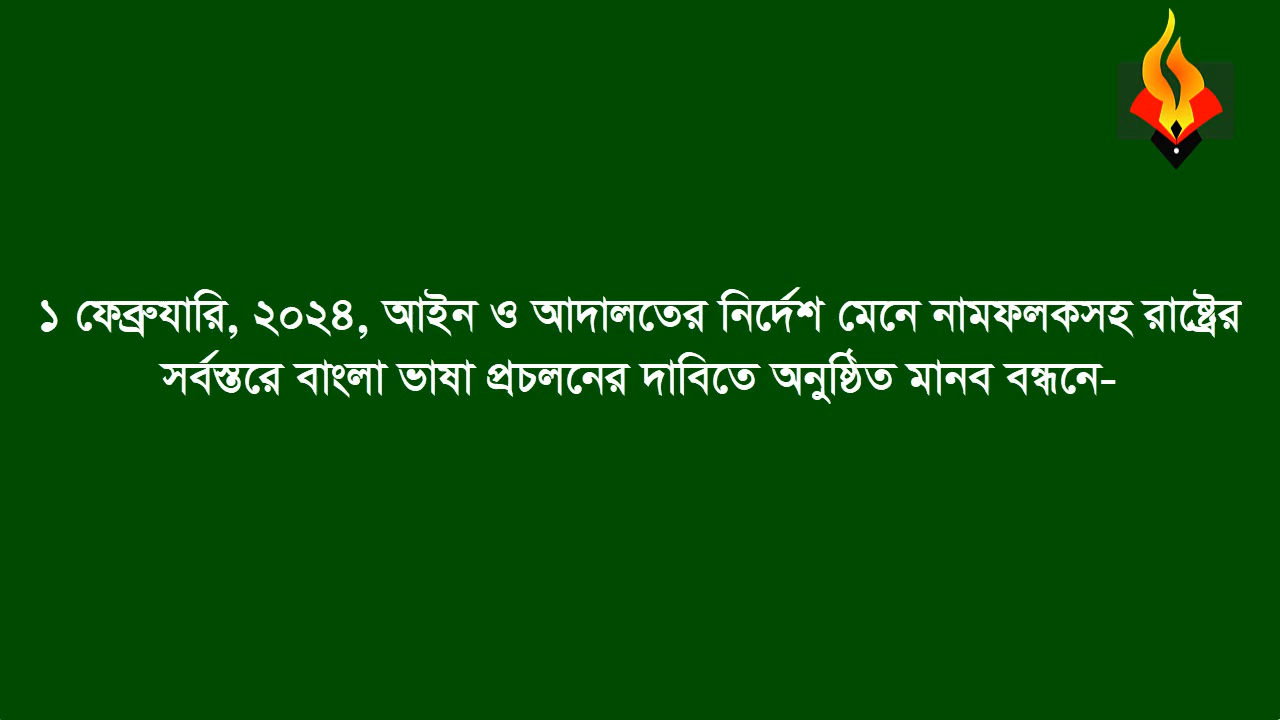 ১ ফেব্রুযারি, ২০২৪, আইন ও আদালতের নির্দেশ মেনে নামফলকসহ রাষ্ট্রের
সর্বস্তরে বাংলা ভাষা প্রচলনের দাবিতে অনুষ্ঠিত মানব বন্ধনে-